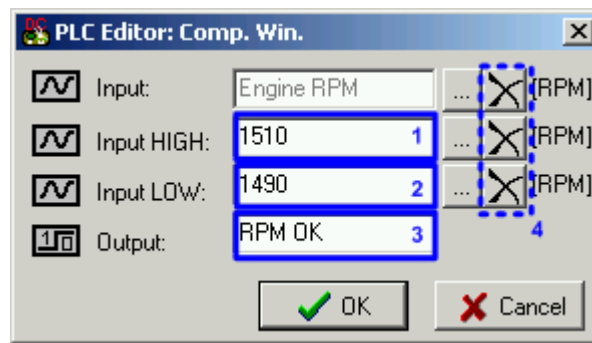 PLC Editor: Comp. Win.
Input: Engine RPM ... [RPM]
Input HIGH: 1510 1 ... [RPM]
Input LOW: 1490 2 ... [RPM]
Output: RPM OK 3 4
OK Cancel